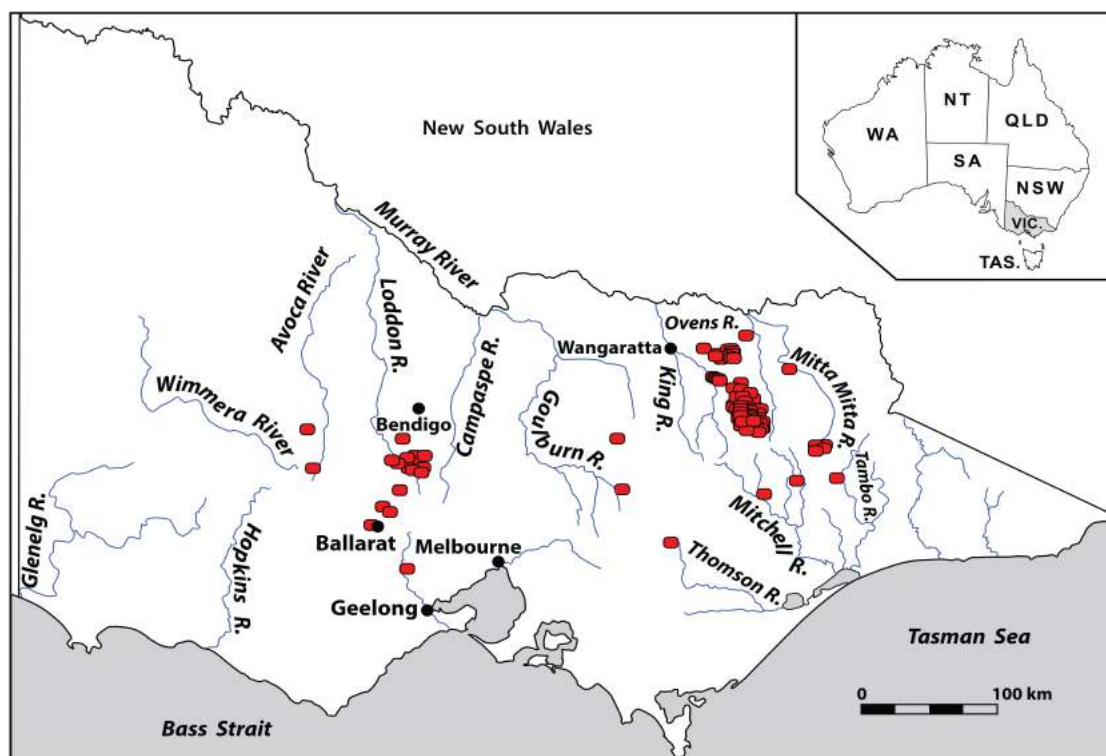 New South Wales
NT
QLD
WA
SA
NSW
VIC.
TAS.
Murray River
Avoca River
Loddon R.
Campaspe R.
Wimmera River
Bendigo
Wangaratta
Ovens R.
King R.
Mitta Mitta R.
Goulburn R.
Tambo R.
Mitchell R.
Glenelg R.
Hopkins R.
Ballarat
Melbourne
Thomson R.
Geelong
Tasman Sea
Bass Strait
0 100 km